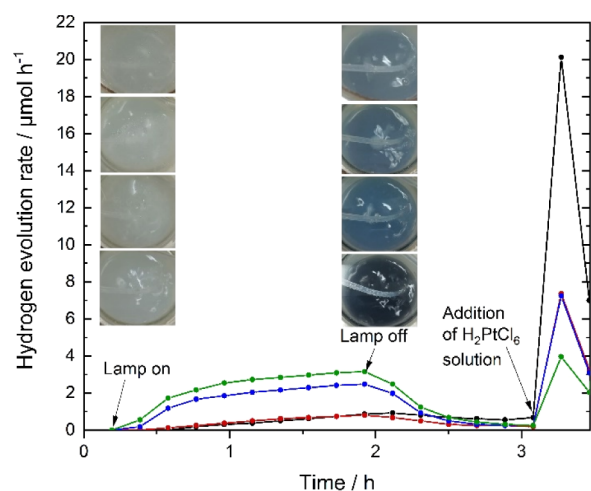 Hydrogen evolution rate / μmol h⁻¹
22
20
18
16
14
12
10
8
6
4
2
0
Lamp on
Lamp off
Addition
of H₂PtCl₆
solution
0
1
2
3
Time / h